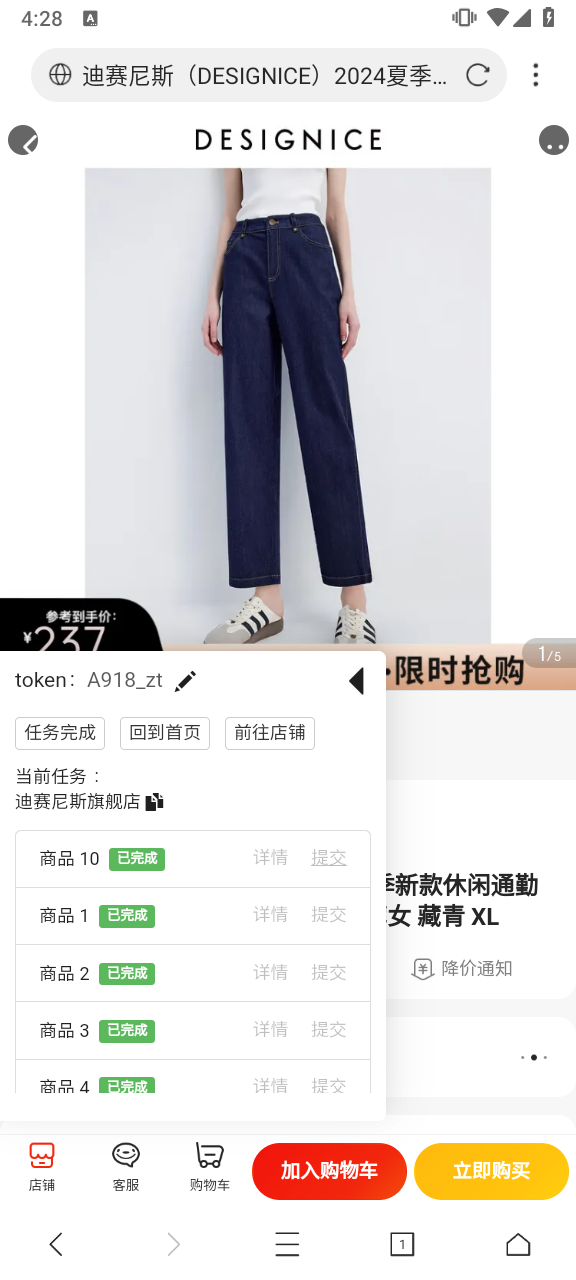 4:28
A
迪赛尼斯（DESIGNICE）2024夏季…
DESIGNICE
参考到手价:
¥237
限时抢购
1/5
token: A918_zt
任务完成 回到首页 前往店铺
当前任务：
迪赛尼斯旗舰店
商品 10 已完成 详情 提交
季新款休闲通勤
商品 1 已完成 详情 提交
女 藏青 XL
商品 2 已完成 详情 提交
降价通知
商品 3 已完成 详情 提交
商品 4 已完成 详情 提交
店铺 客服 购物车 加入购物车 立即购买
1